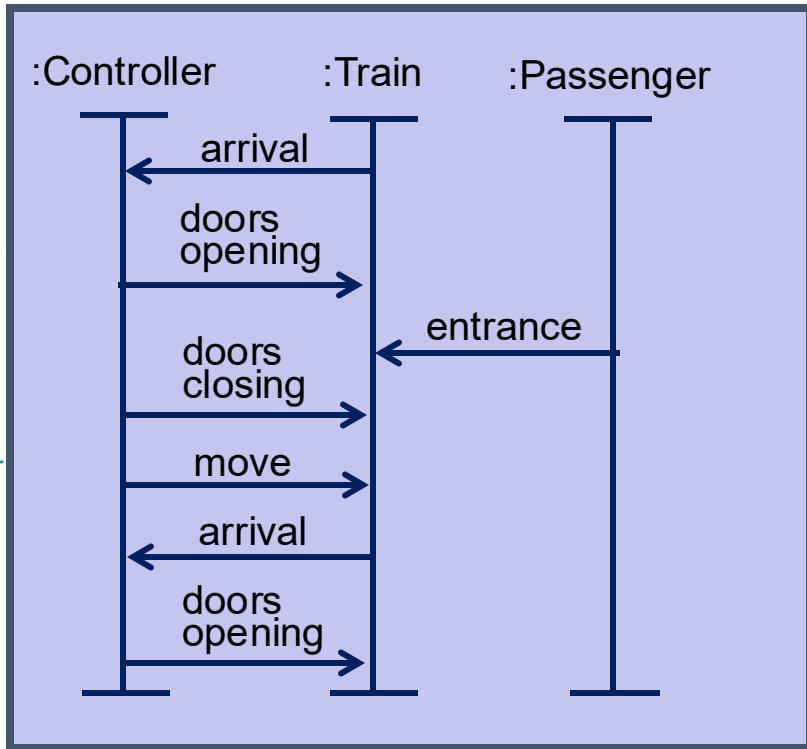 :Controller :Train :Passenger
arrival
doors
opening
entrance
doors
closing
move
arrival
doors
opening